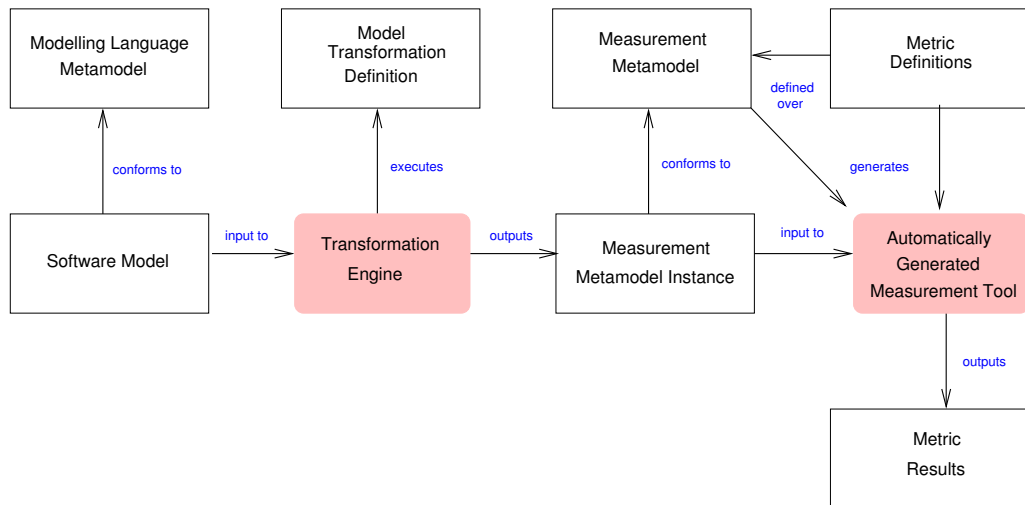 Modelling Language
Metamodel
Model
Transformation
Definition
Measurement
Metamodel
Metric
Definitions
defined
over
conforms to
executes
conforms to
generates
Software Model
input to
Transformation
Engine
outputs
Measurement
Metamodel Instance
input to
Automatically
Generated
Measurement Tool
outputs
Metric
Results